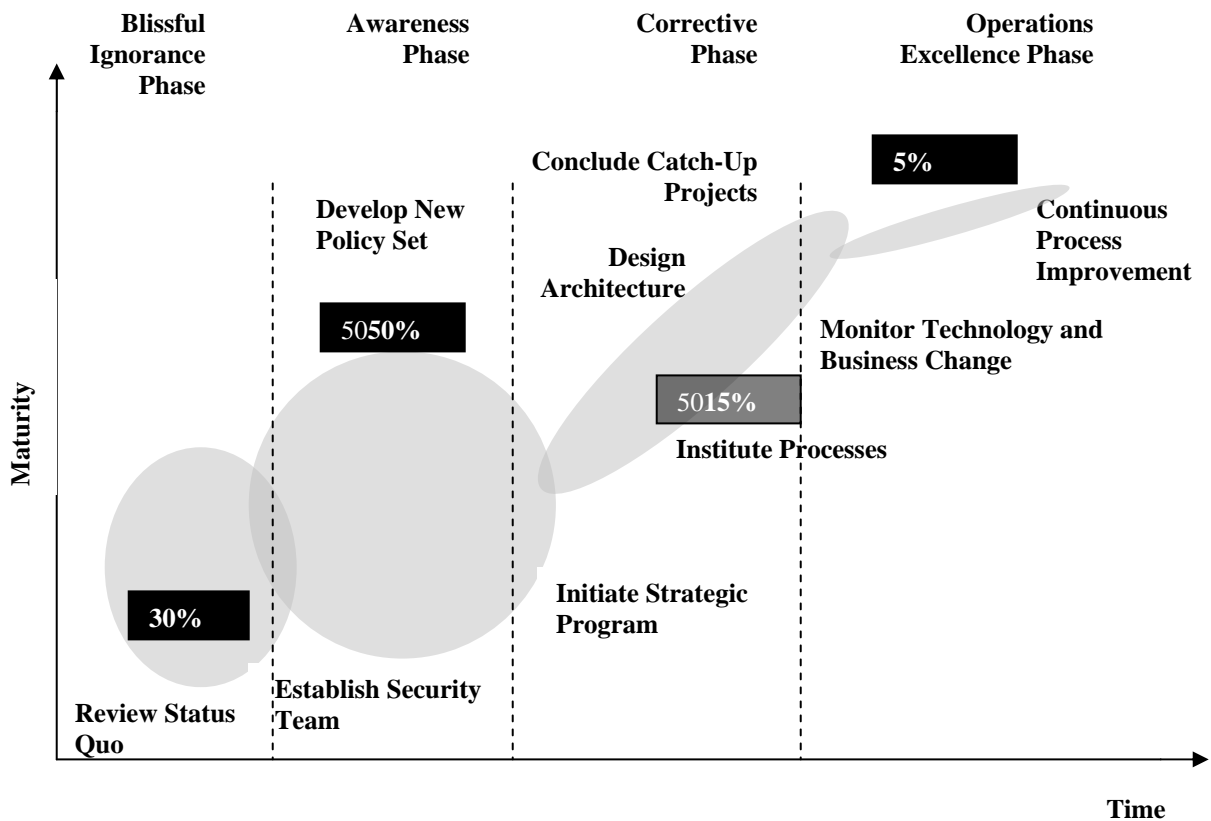 Blissful
Ignorance
Phase
Awareness
Phase
Corrective
Phase
Operations
Excellence Phase
Conclude Catch-Up
Projects
5%
Develop New
Policy Set
Continuous
Process
Improvement
Design
Architecture
5050%
Monitor Technology and
Business Change
5015%
Institute Processes
Maturity
30%
Initiate Strategic
Program
Establish Security
Team
Review Status
Quo
Time